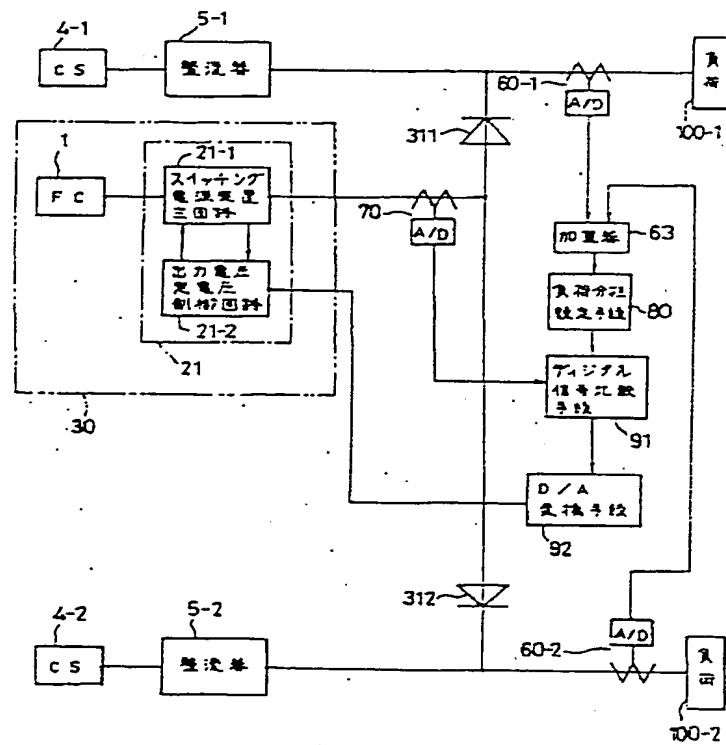 4-1
CS
5-1
整流器
60-1
A/D
負荷
100-1
311
1
FC
21-1
スイッチング
電源装置
主回路
出力電圧
定電圧
制御回路
21-2
21
30
70
A/D
加算器
63
負荷分担
設定手段
80
ディジタル
信号比較
手段
91
D/A
変換手段
92
312
4-2
CS
5-2
整流器
60-2
A/D
負荷
100-2